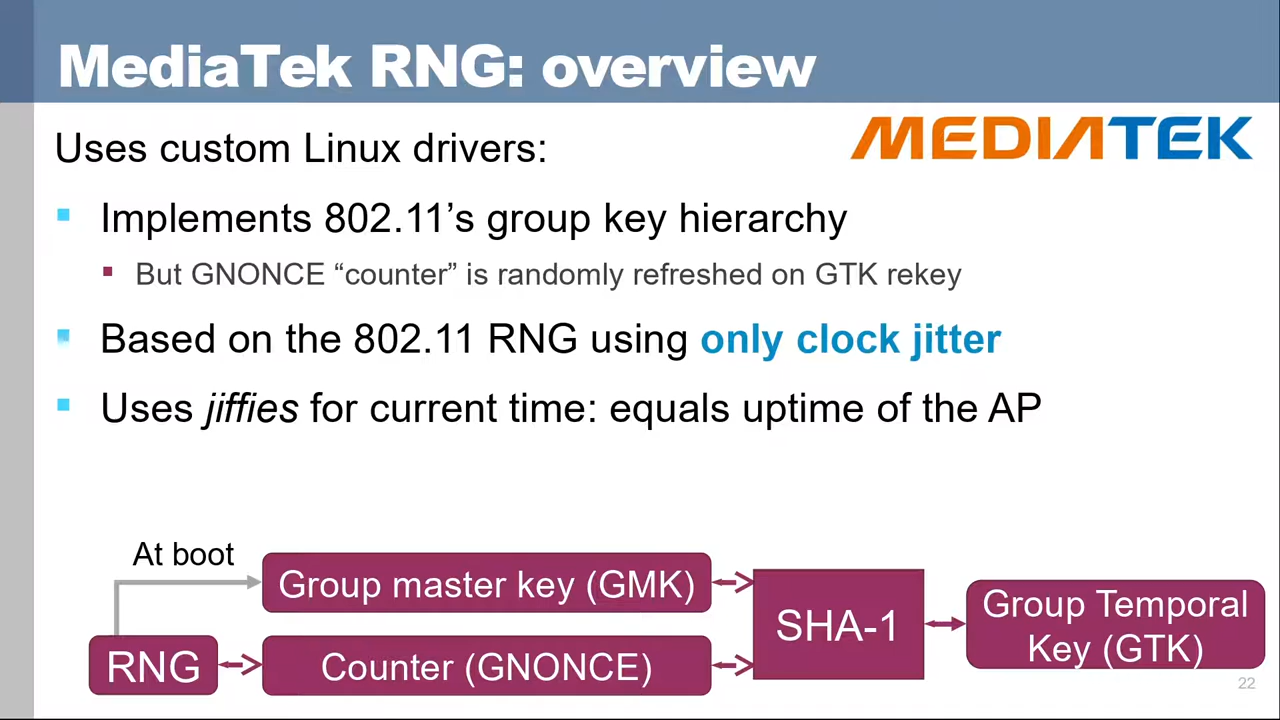 MediaTek RNG: overview
MEDIATEK
Uses custom Linux drivers:
Implements 802.11’s group key hierarchy
But GNONCE “counter” is randomly refreshed on GTK rekey
Based on the 802.11 RNG using only clock jitter
Uses jiffies for current time: equals uptime of the AP
At boot
Group master key (GMK)
RNG
Counter (GNONCE)
SHA-1
Group Temporal
Key (GTK)
22